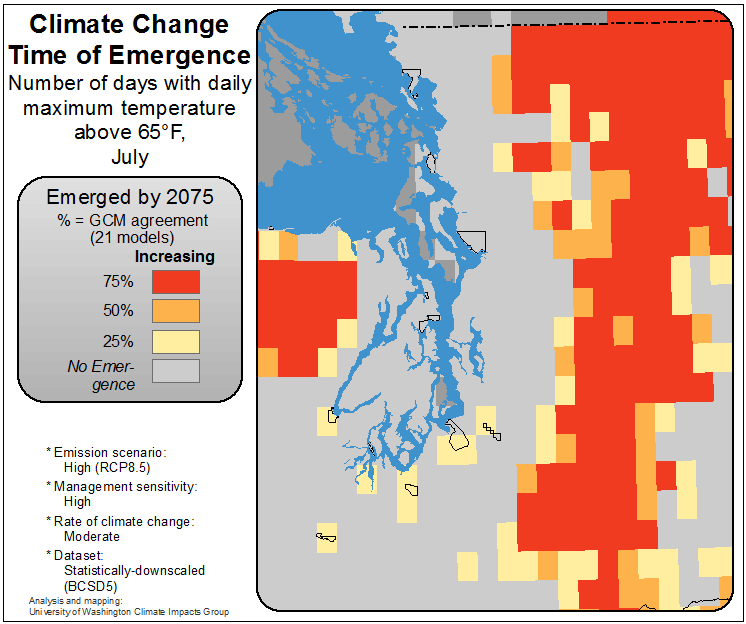 Climate Change
Time of Emergence
Number of days with daily
maximum temperature
above 65°F,
July
Emerged by 2075
% = GCM agreement
(21 models)
Increasing
75%
50%
25%
No Emer-
gence
* Emission scenario:
High (RCP8.5)
* Management sensitivity:
High
* Rate of climate change:
Moderate
* Dataset:
Statistically-downscaled
(BCSD5)
Analysis and mapping:
University of Washington Climate Impacts Group